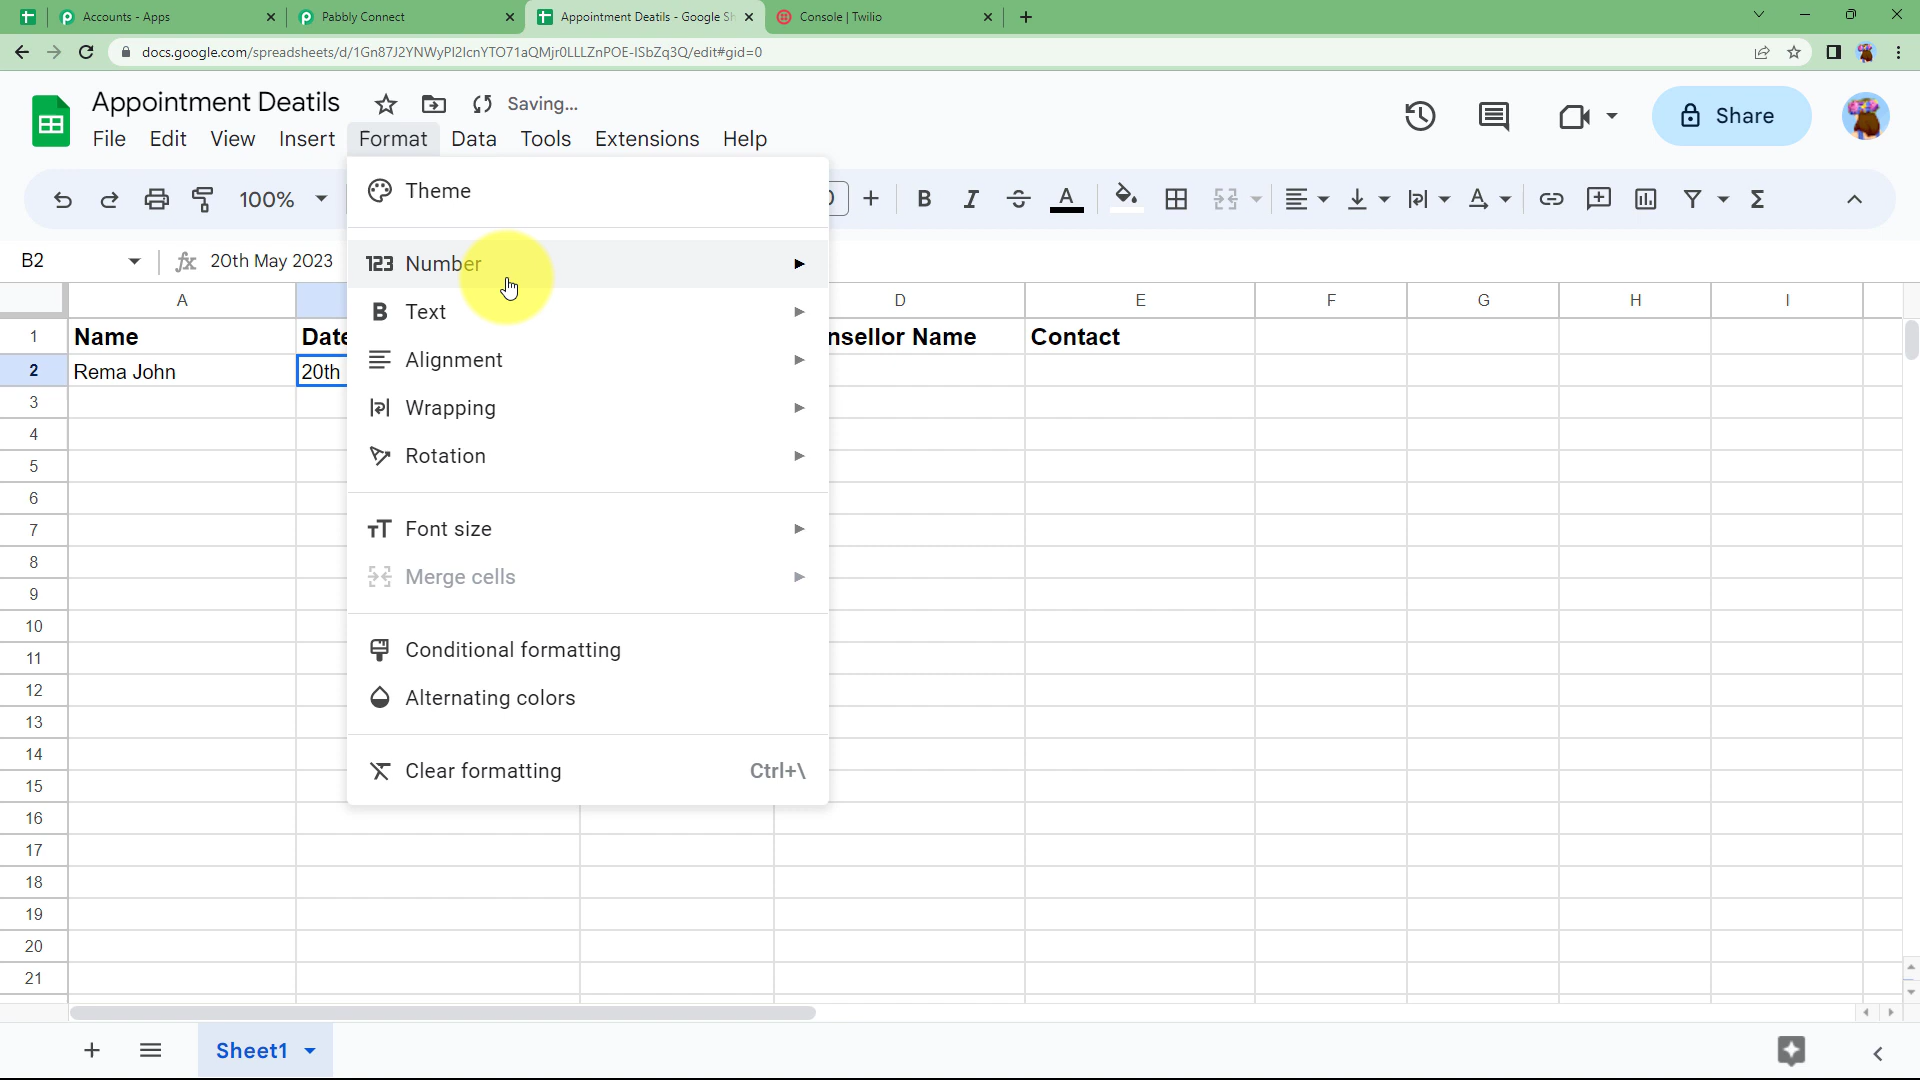 Accounts - Apps
Pabbly Connect
Appointment Deatils - Google Sh
Console | Twilio
docs.google.com/spreadsheets/d/1Gn87J2YNWyPl2lcnYTO71aQMjr0LLLZnPOE-ISbZq3Q/edit#gid=0
Appointment Deatils
Saving...
File Edit View Insert Format Data Tools Extensions Help
Share
100%
B2
20th May 2023
Theme
123 Number
Text
Alignment
Wrapping
Rotation
Font size
Merge cells
Conditional formatting
Alternating colors
Clear formatting Ctrl+\
A D E F G H I
1 Name Date nsellor Name Contact
2 Rema John 20th
3
4
5
6
7
8
9
10
11
12
13
14
15
16
17
18
19
20
21
Sheet1